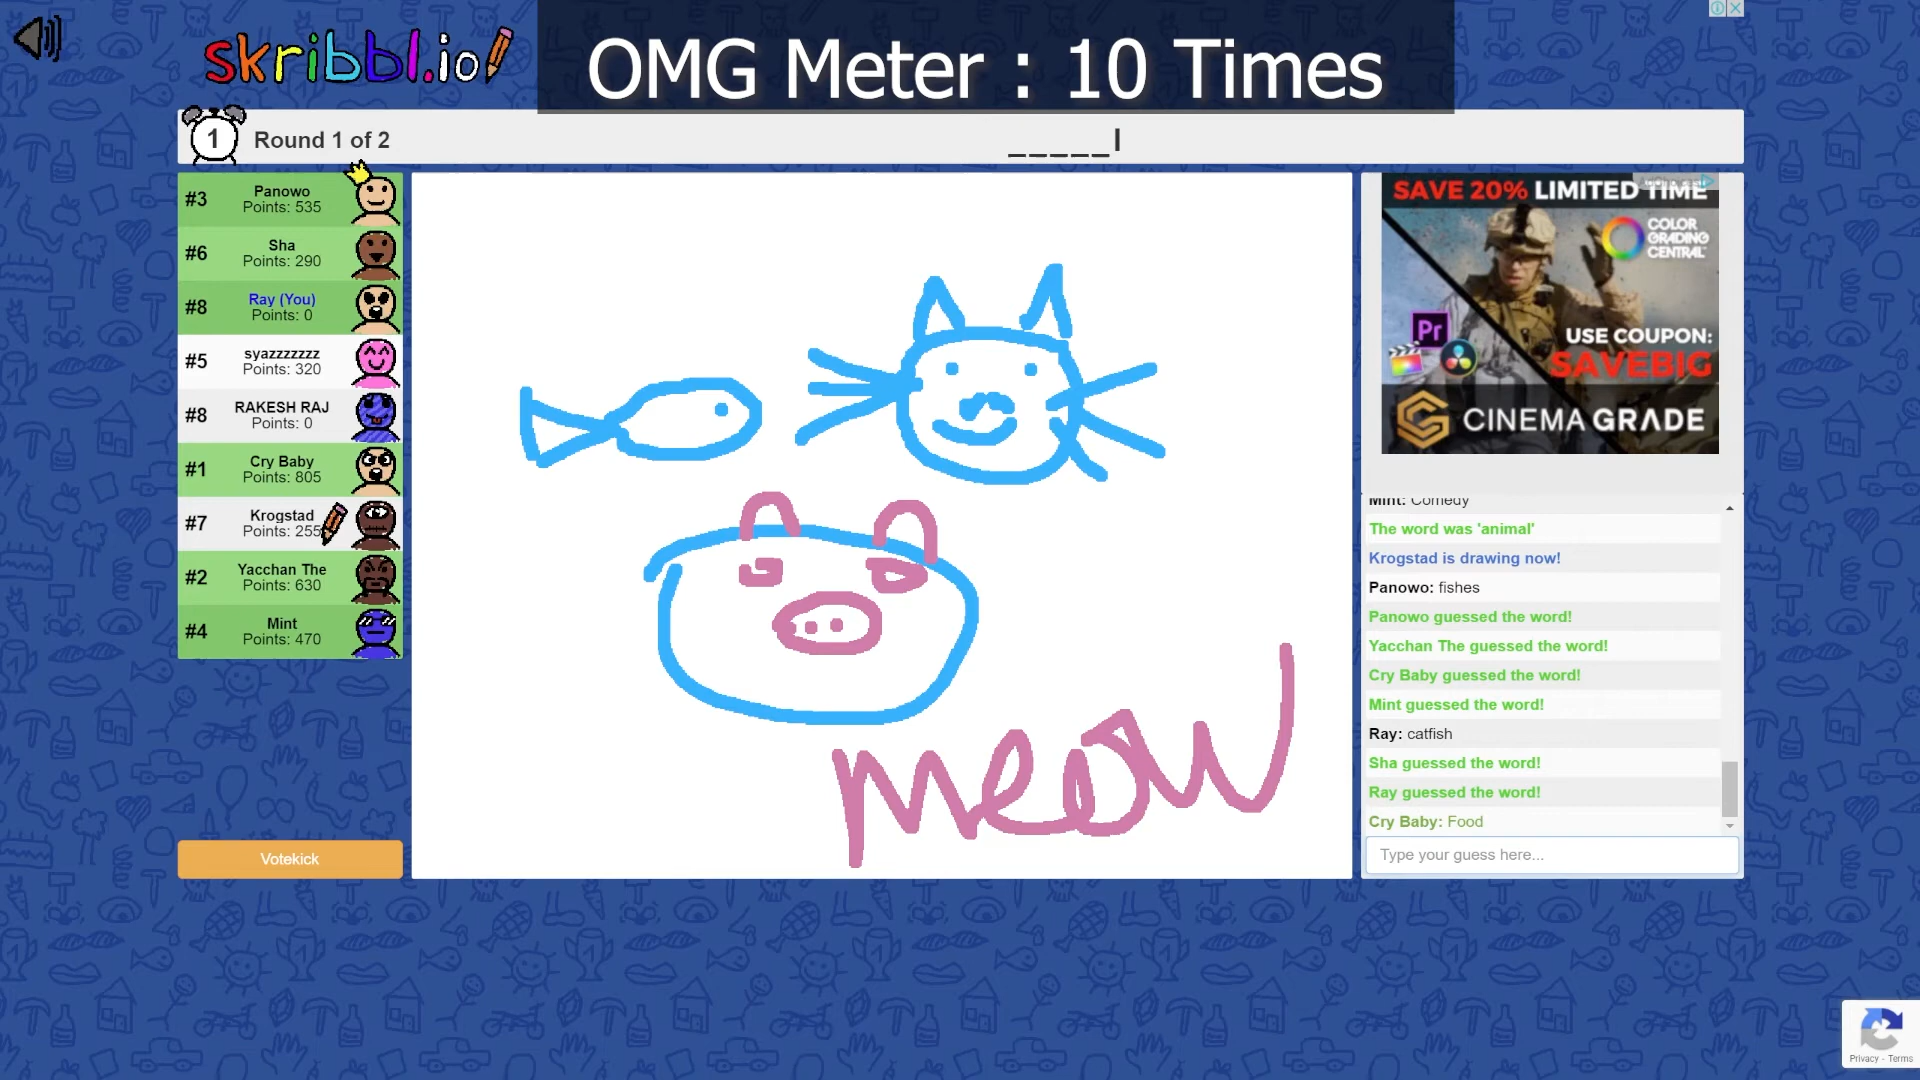 skribbl.io
OMG Meter : 10 Times
1
Round 1 of 2
_____l
#3
Panowo
Points: 535
#6
Sha
Points: 290
#8
Ray (You)
Points: 0
#5
syazzzzzzz
Points: 320
#8
RAKESH RAJ
Points: 0
#1
Cry Baby
Points: 805
#7
Krogstad
Points: 255
#2
Yacchan The
Points: 630
#4
Mint
Points: 470
Votekick
meow
SAVE 20% LIMITED TIME
COLOR
GRADING
CENTRAL
Pr
USE COUPON:
SAVEBIG
CINEMA GRADE
Mint: Comedy
The word was 'animal'
Krogstad is drawing now!
Panowo: fishes
Panowo guessed the word!
Yacchan The guessed the word!
Cry Baby guessed the word!
Mint guessed the word!
Ray: catfish
Sha guessed the word!
Ray guessed the word!
Cry Baby: Food
Type your guess here...
Privacy - Terms